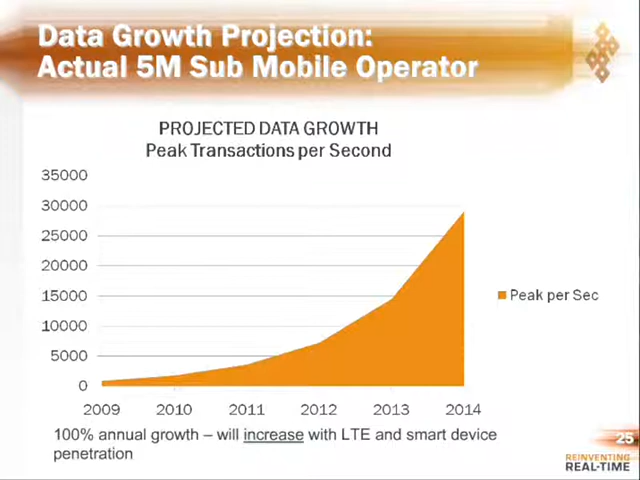 Data Growth Projection:
Actual 5M Sub Mobile Operator
PROJECTED DATA GROWTH
Peak Transactions per Second
35000
30000
25000
20000
15000
10000
5000
0
2009 2010 2011 2012 2013 2014
Peak per Sec
100% annual growth – will increase with LTE and smart device
penetration
25
REINVENTING
REAL-TIME